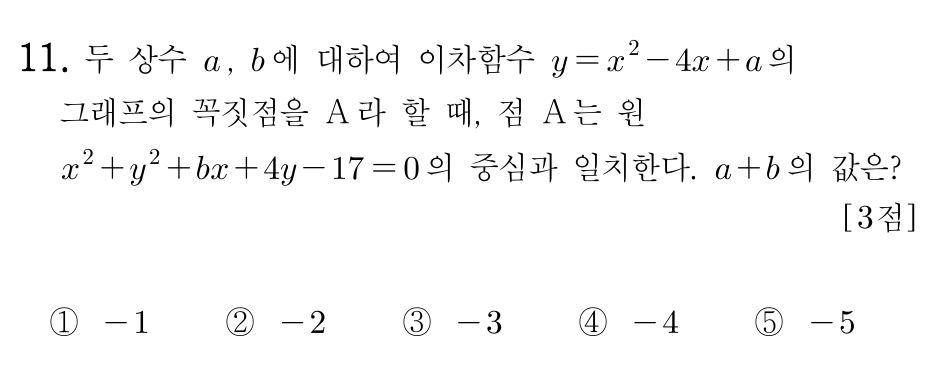 11. 두 상수 a, b에 대하여 이차함수 y=x²-4x+a의
그래프의 꼭짓점을 A라 할 때, 점 A는 원
x²+y²+bx+4y-17=0의 중심과 일치한다. a+b의 값은?
[3점]
① -1 ② -2 ③ -3 ④ -4 ⑤ -5